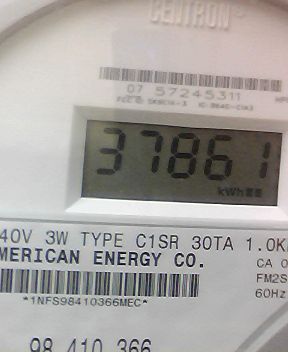 CENTRON
07 57245311
37861
kWh
40V 3W TYPE C1SR 30TA 1.0K
MERICAN ENERGY CO.
CA 0
FM2S
60Hz
*1NFS98410366MEC*
98 410 366